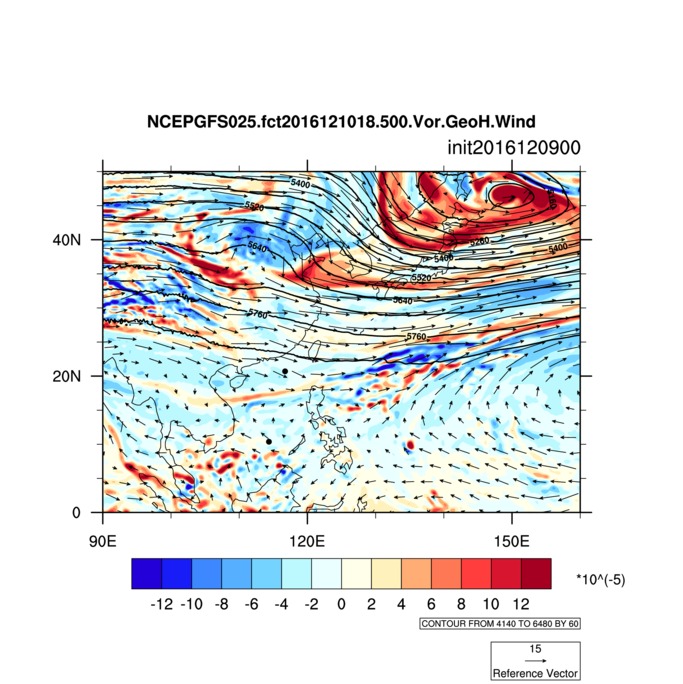 NCEPGFS025.fct2016121018.500.Vor.GeoH.Wind
init2016120900
5400
5520
5640
5760
5260
5400
5400
5520
5640
5760
40N
20N
0
90E 120E 150E
-12 -10 -8 -6 -4 -2 0 2 4 6 8 10 12
*10^(-5)
CONTOUR FROM 4140 TO 6480 BY 60
15
Reference Vector